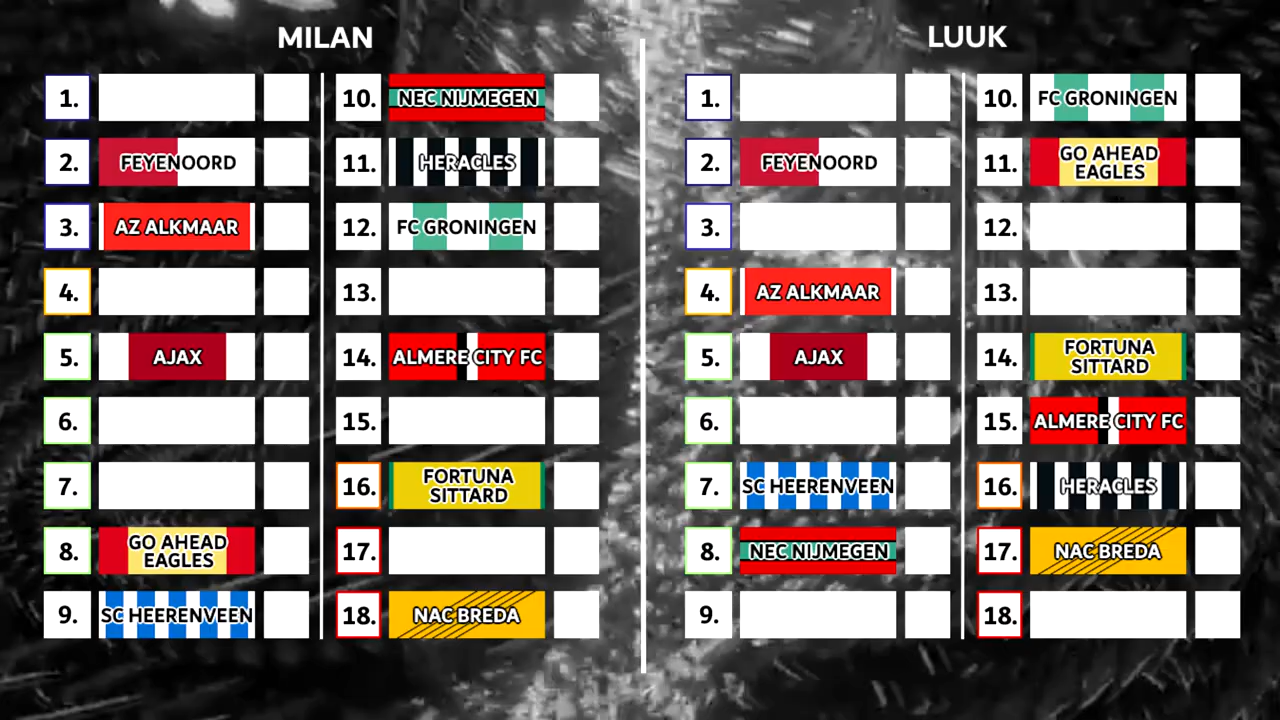 MILAN
1.
2. FEYENOORD
3. AZ ALKMAAR
4.
5. AJAX
6.
7.
8. GO AHEAD
EAGLES
9. SC HEERENVEEN
10. NEC NIJMEGEN
11. HERACLES
12. FC GRONINGEN
13.
14. ALMERE CITY FC
15.
16. FORTUNA
SITTARD
17.
18. NAC BREDA
LUUK
1.
2. FEYENOORD
3.
4. AZ ALKMAAR
5. AJAX
6.
7. SC HEERENVEEN
8. NEC NIJMEGEN
9.
10. FC GRONINGEN
11. GO AHEAD
EAGLES
12.
13.
14. FORTUNA
SITTARD
15. ALMERE CITY FC
16. HERACLES
17. NAC BREDA
18.